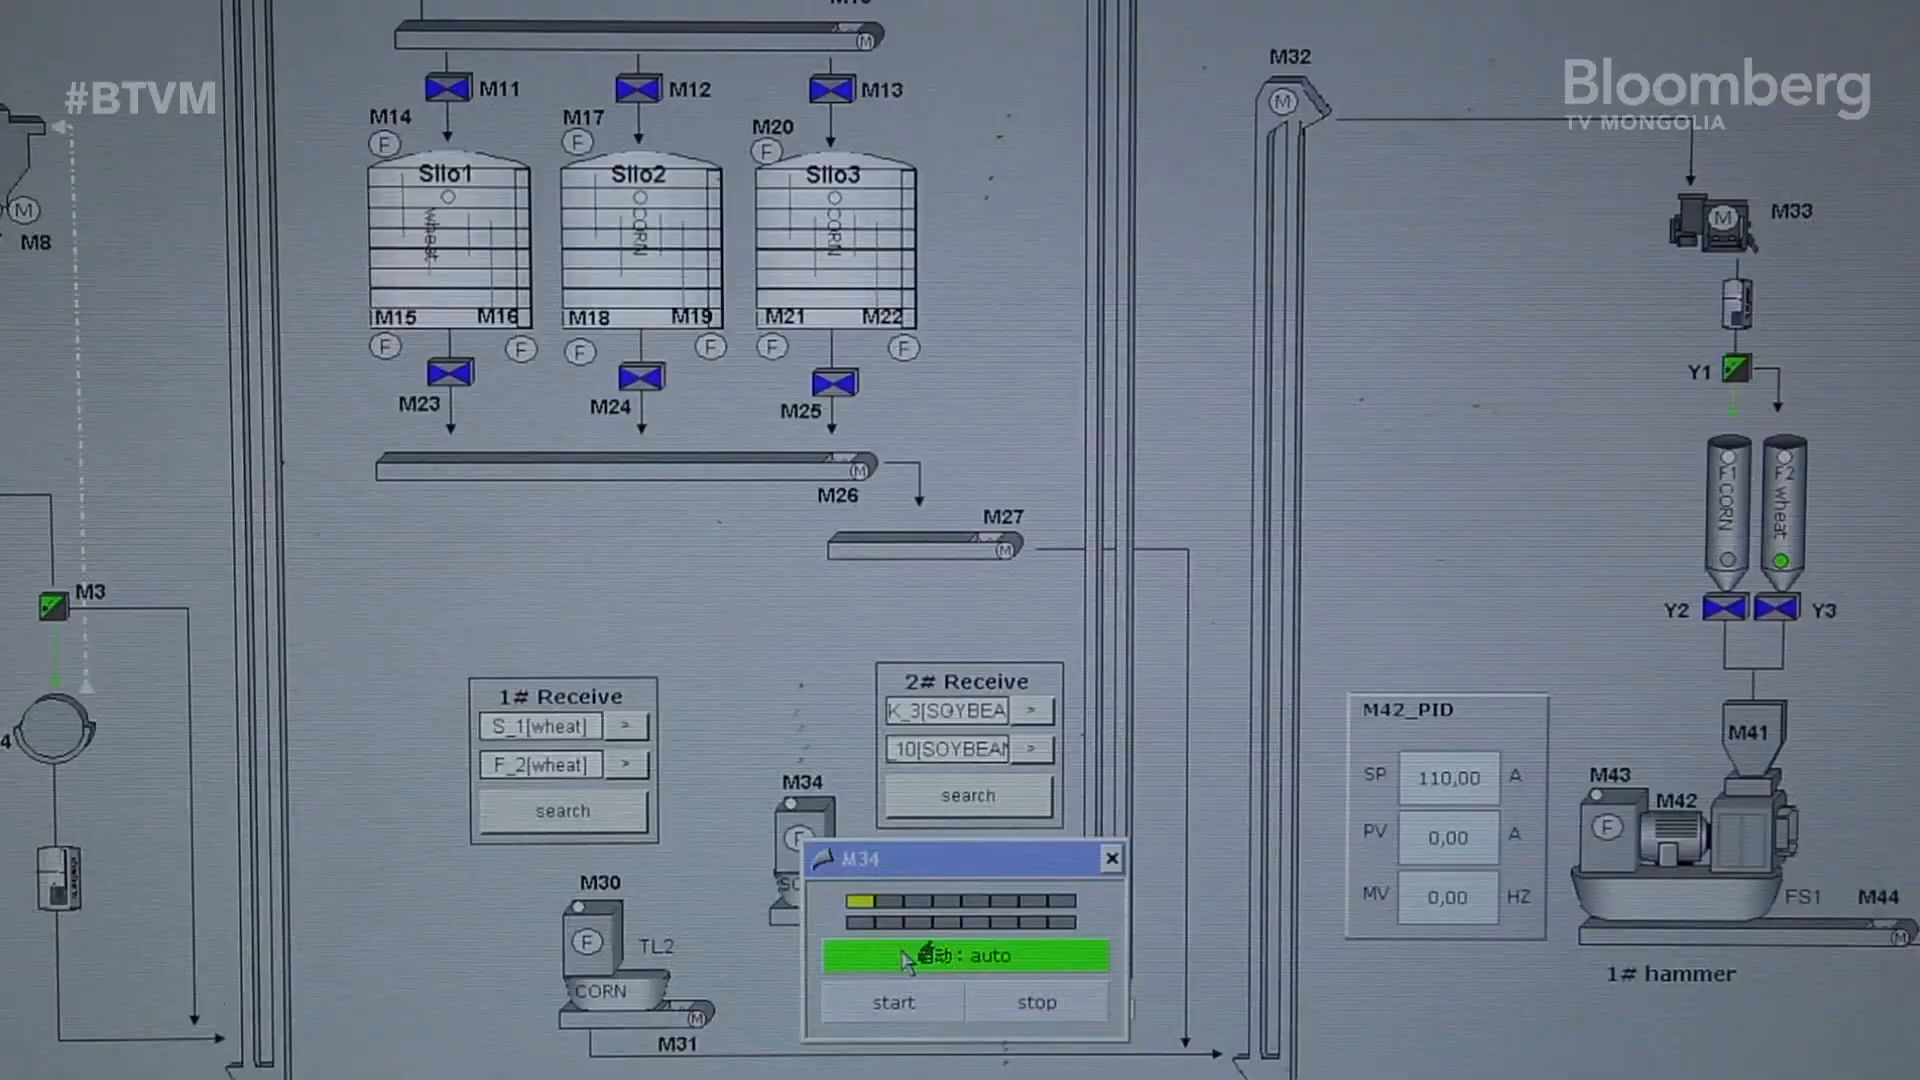 #BTVM
Bloomberg
TV MONGOLIA
M32
M
M
M11
M12
M13
M14
M17
M20
F
F
F
Silo1
Silo2
Silo3
wheat
CORN
CORN
M15
M16
M18
M19
M21
M22
F
F
F
F
F
F
M23
M24
M25
M
M8
M
M33
Y1
M
M26
M27
M
F1 CORN
F2 wheat
Y2
Y3
M3
4
1# Receive
S_1[wheat] >
F_2[wheat] >
search
2# Receive
K_3[SOYBEA >
_10[SOYBEAN >
search
M34
F
M34
动: auto
start
stop
M30
F
TL2
CORN
M
M31
M42_PID
SP 110,00 A
PV 0,00 A
MV 0,00 HZ
M41
M43
M42
F
FS1
M44
M
1# hammer